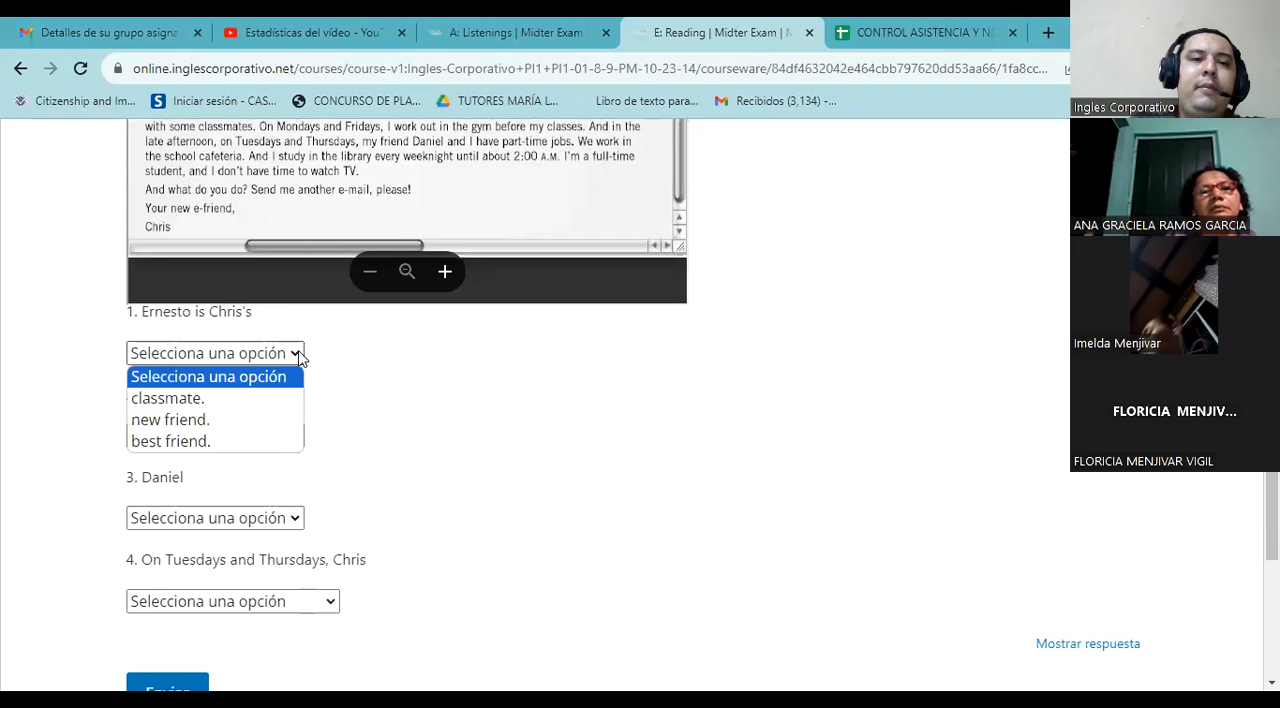 Detalles de su grupo asigna
Estadísticas del vídeo - YouT
A: Listenings | Midter Exam |
E: Reading | Midter Exam |
CONTROL ASISTENCIA Y N
online.inglescorporativo.net/courses/course-v1:Ingles-Corporativo+PI1+PI1-01-8-9-PM-10-23-14/courseware/84df4632042e464cbb797620dd53aa66/1fa8cc...
Citizenship and Im...
Iniciar sesión - CAS...
CONCURSO DE PLA...
TUTORES MARÍA L...
Libro de texto para...
Recibidos (3,134) -...
with some classmates. On Mondays and Fridays, I work out in the gym before my classes. And in the
late afternoon, on Tuesdays and Thursdays, my friend Daniel and I have part-time jobs. We work in
the school cafeteria. And I study in the library every weeknight until about 2:00 A.M. I'm a full-time
student, and I don't have time to watch TV.
And what do you do? Send me another e-mail, please!
Your new e-friend,
Chris
1. Ernesto is Chris's
Selecciona una opción
Selecciona una opción
classmate.
new friend.
best friend.
3. Daniel
Selecciona una opción
4. On Tuesdays and Thursdays, Chris
Selecciona una opción
Mostrar respuesta
Enviar
Ingles Corporativo
ANA GRACIELA RAMOS GARCIA
Imelda Menjivar
FLORICIA MENJIV...
FLORICIA MENJIVAR VIGIL